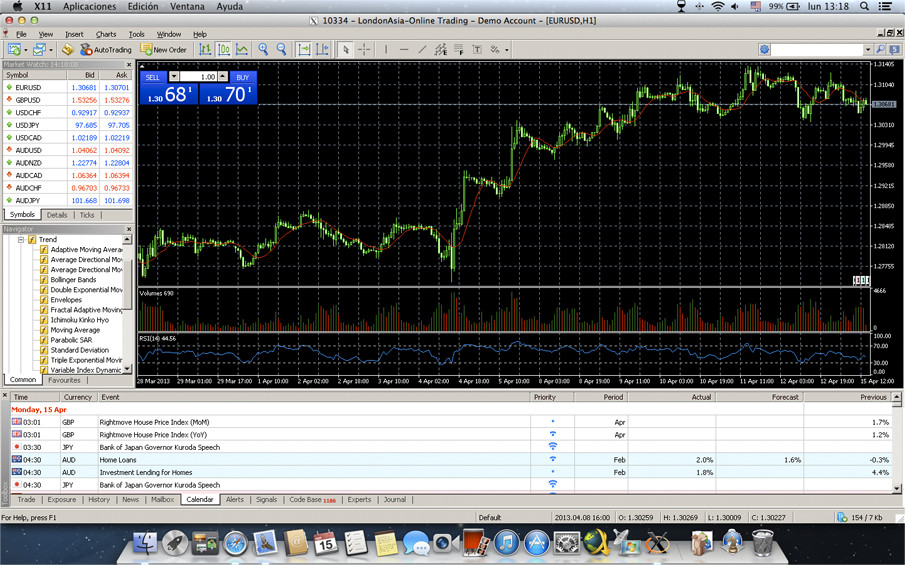 X11 Aplicaciones Edición Ventana Ayuda 99% lun 13:18
10334 - LondonAsia-Online Trading - Demo Account - [EURUSD,H1]
File View Insert Charts Tools Window Help
AutoTrading New Order
Market Watch: 14:18:08
Symbol Bid Ask
EURUSD 1.30681 1.30701
GBPUSD 1.53256 1.53276
USDCHF 0.92917 0.92937
USDJPY 97.685 97.705
USDCAD 1.02189 1.02219
AUDUSD 1.04062 1.04092
AUDNZD 1.22774 1.22804
AUDCAD 1.06364 1.06394
AUDCHF 0.96703 0.96733
AUDJPY 101.668 101.698
Symbols Details Ticks
Navigator
Trend
Adaptive Moving Avera
Average Directional Mov
Average Directional Mov
Bollinger Bands
Double Exponential Mov
Envelopes
Fractal Adaptive Moving
Ichimoku Kinko Hyo
Moving Average
Parabolic SAR
Standard Deviation
Triple Exponential Movin
Variable Index Dynamic
Common Favourites
SELL 1.00 BUY
1.30 68 1 1.30 70 1
1.31405
1.31040
1.30681
1.30310
1.29945
1.29580
1.29215
1.28850
1.28485
1.28120
1.27755
Volumes 690
4666
0
RSI(14) 44.56
100.00
70.00
30.00
0.00
28 Mar 2013 29 Mar 01:00 29 Mar 17:00 1 Apr 10:00 2 Apr 02:00 2 Apr 18:00 3 Apr 10:00 4 Apr 02:00 4 Apr 18:00 5 Apr 10:00 8 Apr 03:00 8 Apr 19:00 9 Apr 11:00 10 Apr 03:00 10 Apr 19:00 11 Apr 11:00 12 Apr 03:00 12 Apr 19:00 15 Apr 12:00
Time Currency Event Priority Period Actual Forecast Previous
Monday, 15 Apr
03:01 GBP Rightmove House Price Index (MoM) Apr 1.7%
03:01 GBP Rightmove House Price Index (YoY) Apr 1.2%
03:30 JPY Bank of Japan Governor Kuroda Speech
04:30 AUD Home Loans Feb 2.0% 1.6% -0.3%
04:30 AUD Investment Lending for Homes Feb 1.8% 4.4%
04:50 JPY Bank of Japan Governor Kuroda Speech
Trade Exposure History News Mailbox Calendar Alerts Signals Code Base 1186 Experts Journal
For Help, press F1 Default 2013.04.08 16:00 O: 1.30259 H: 1.30269 L: 1.30009 C: 1.30227 154 / 7 Kb
15